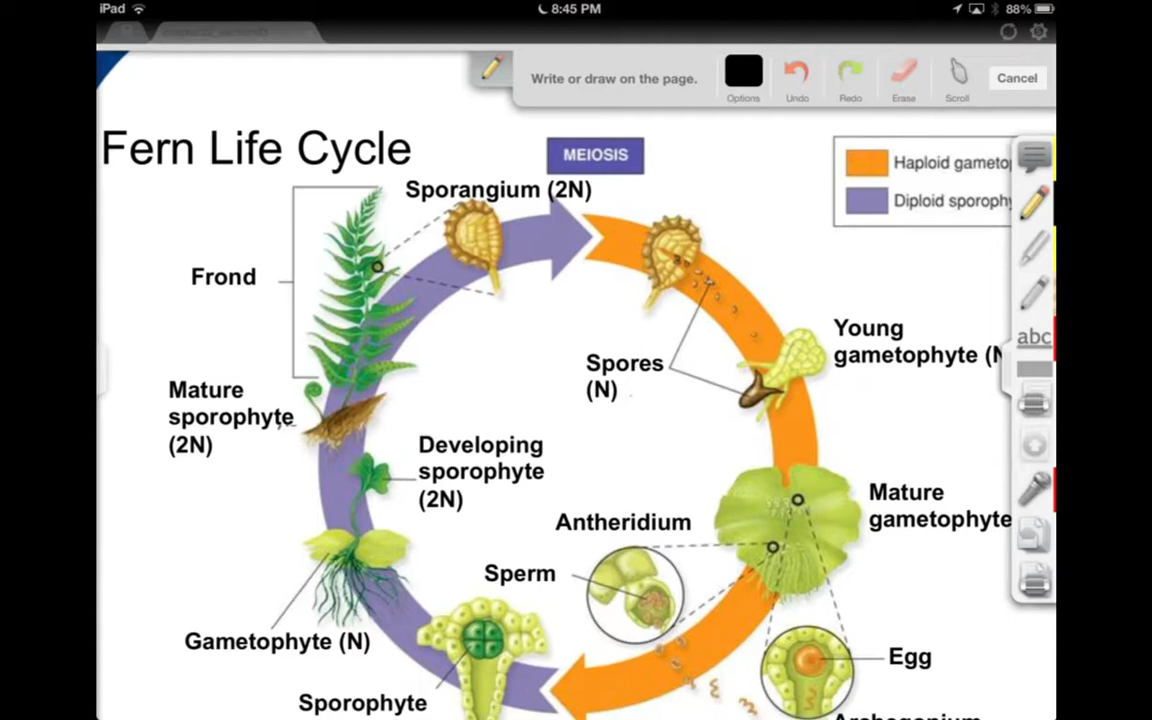 iPad
8:45 PM
88%
Write or draw on the page.
Options
Undo
Redo
Erase
Scroll
Cancel
Fern Life Cycle
MEIOSIS
Haploid gametop
Diploid sporophy
Sporangium (2N)
Frond
abc
Young
gametophyte (N
Spores
(N)
Mature
sporophyte
(2N)
Developing
sporophyte
(2N)
Mature
gametophyte
Antheridium
Sperm
Gametophyte (N)
Egg
Sporophyte
Archegonium